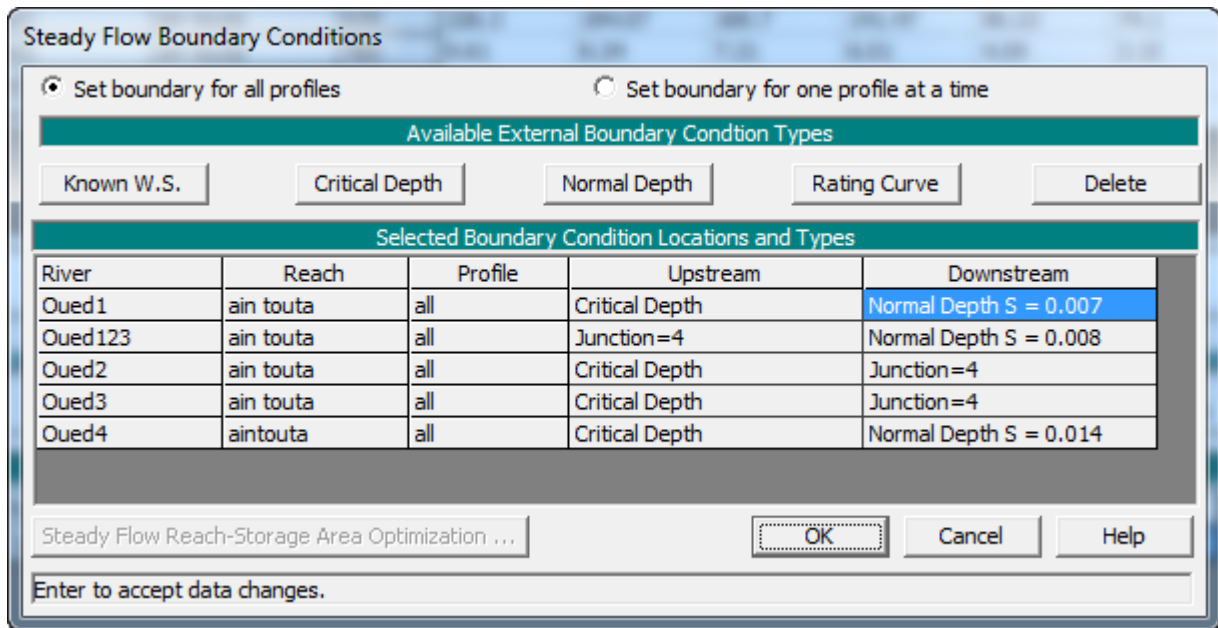 Steady Flow Boundary Conditions
Set boundary for all profiles Set boundary for one profile at a time
Available External Boundary Condtion Types
Known W.S. Critical Depth Normal Depth Rating Curve Delete
Selected Boundary Condition Locations and Types
River Reach Profile Upstream Downstream
Oued1 ain touta all Critical Depth Normal Depth S = 0.007
Oued123 ain touta all Junction=4 Normal Depth S = 0.008
Oued2 ain touta all Critical Depth Junction=4
Oued3 ain touta all Critical Depth Junction=4
Oued4 aintouta all Critical Depth Normal Depth S = 0.014
Steady Flow Reach-Storage Area Optimization ... OK Cancel Help
Enter to accept data changes.